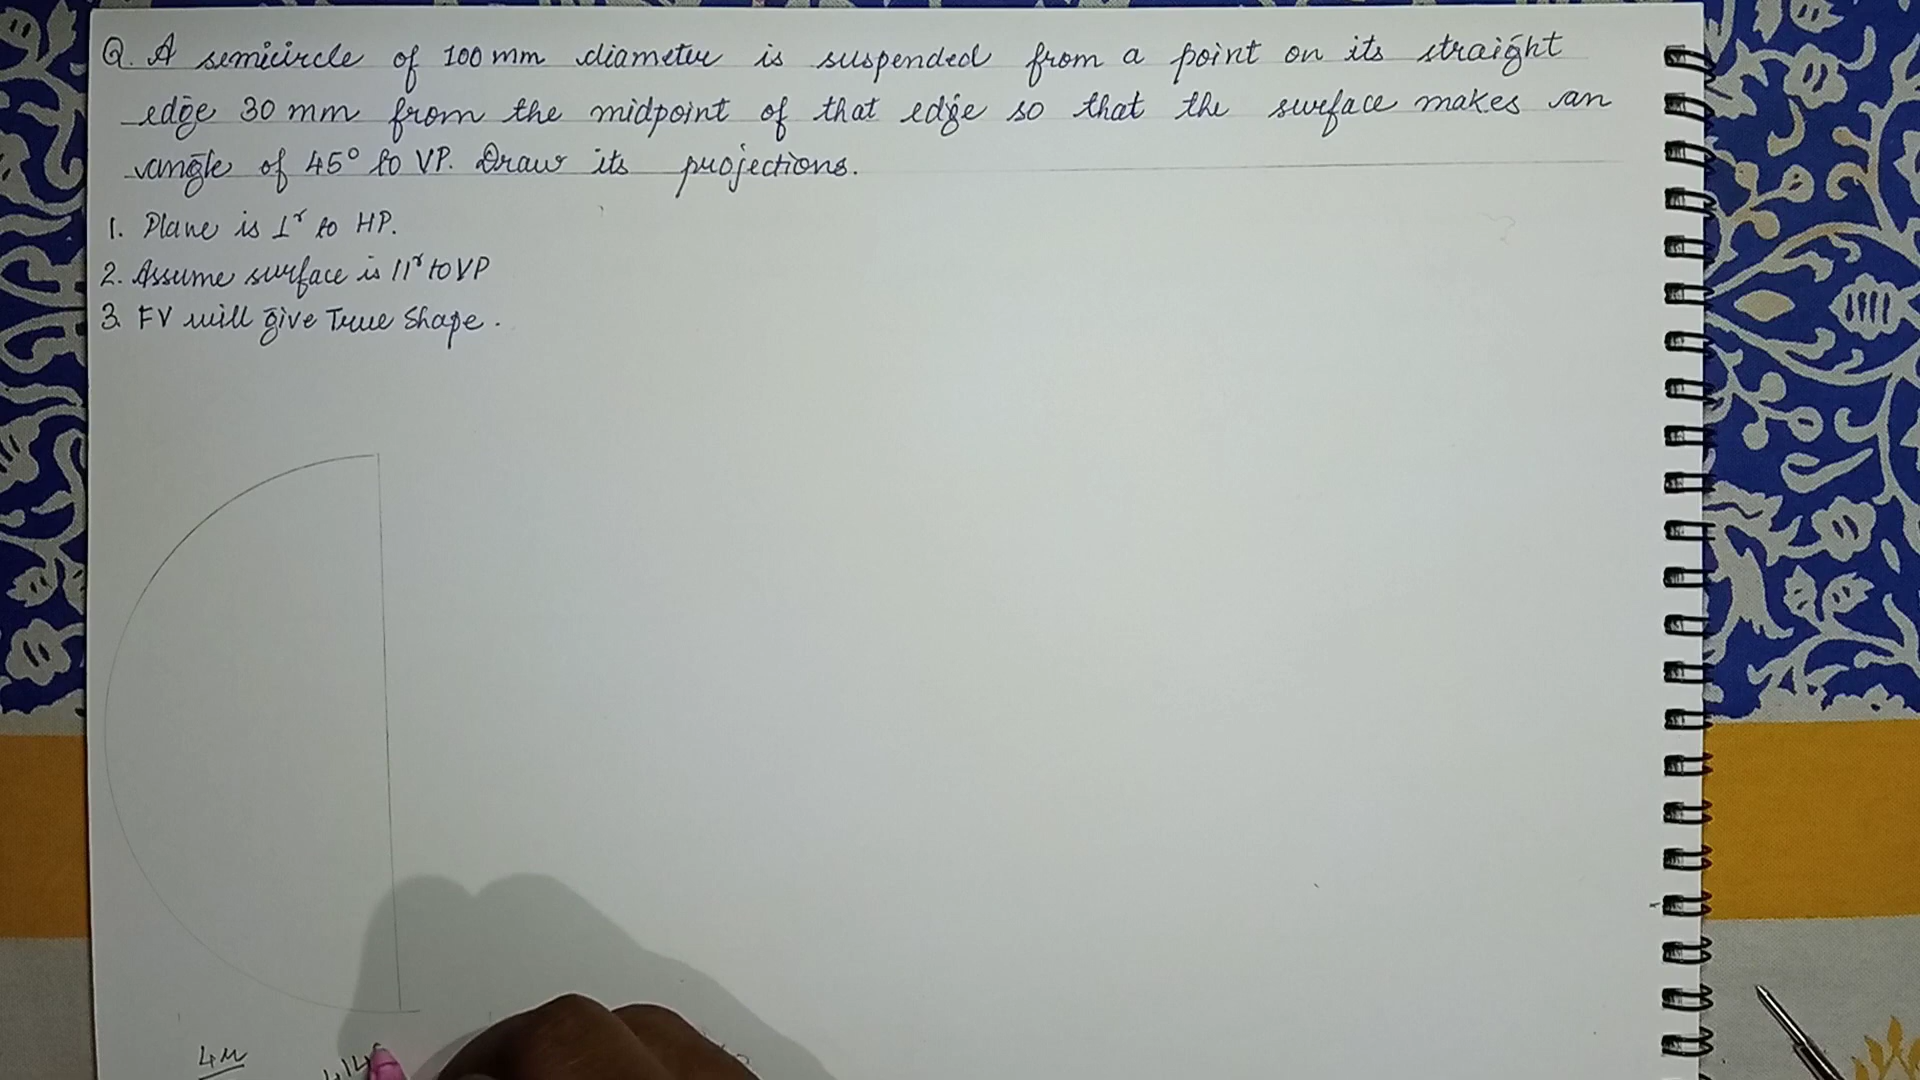 Q. A semicircle of 100 mm diameter is suspended from a point on its straight
edge 30 mm from the midpoint of that edge so that the surface makes an
angle of 45° to VP. Draw its projections.
1. Plane is ⊥r to HP.
2. Assume surface is 11r to VP
3. FV will give True Shape.
4r